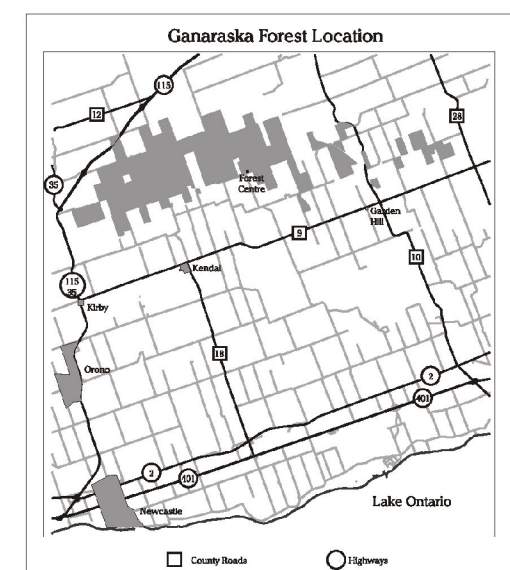 Ganaraska Forest Location
115
12
28
35
Forest
Centre
Garden
Hill
9
10
Kendal
115
35
Kirby
18
Orono
2
401
2
401
Newcastle
Lake Ontario
County Roads
Highways